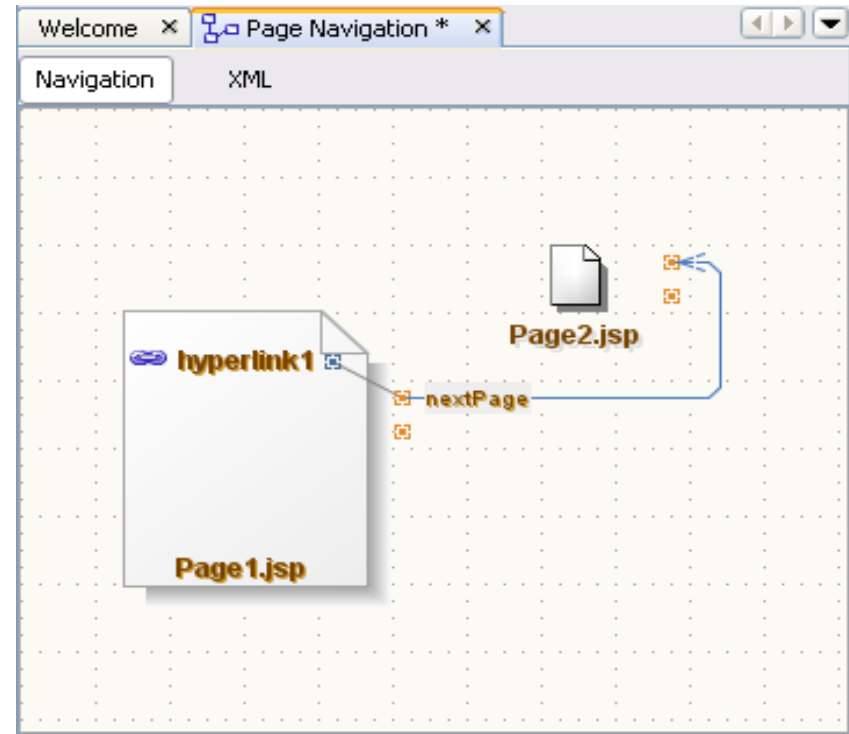 Welcome Page Navigation *
Navigation XML
Page2.jsp
hyperlink1
nextPage
Page1.jsp